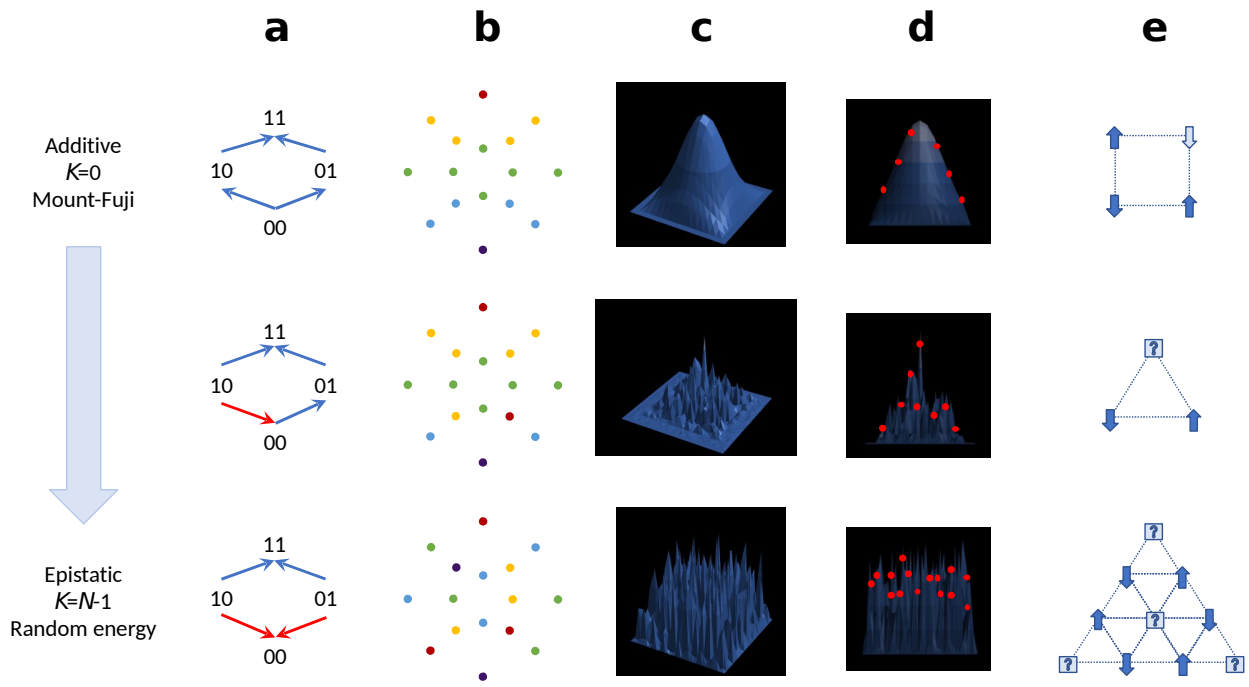 a b c d e
Additive
K=0
Mount-Fuji
11
10 01
00
?
11
10 01
00
Epistatic
K=N-1
Random energy
?
11
10 01
? 
00
? ?